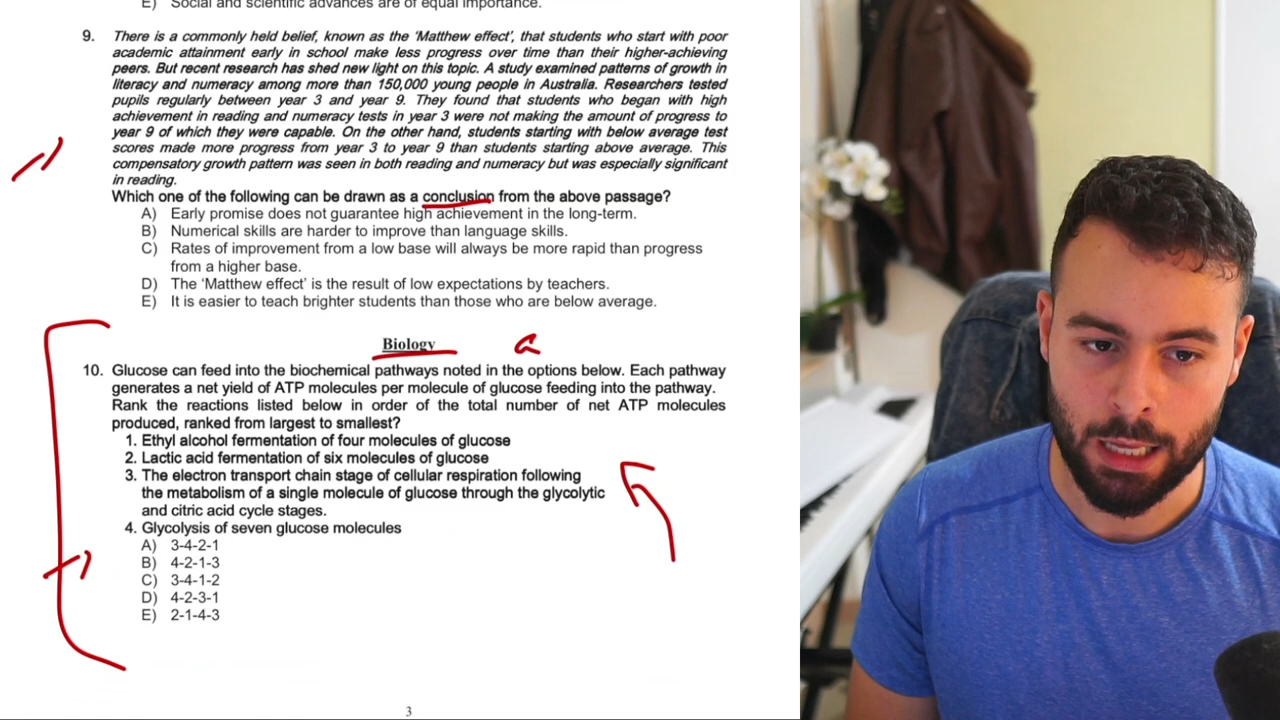 E) Social and scientific advances are of equal importance.
9. There is a commonly held belief, known as the 'Matthew effect', that students who start with poor
academic attainment early in school make less progress over time than their higher-achieving
peers. But recent research has shed new light on this topic. A study examined patterns of growth in
literacy and numeracy among more than 150,000 young people in Australia. Researchers tested
pupils regularly between year 3 and year 9. They found that students who began with high
achievement in reading and numeracy tests in year 3 were not making the amount of progress to
year 9 of which they were capable. On the other hand, students starting with below average test
scores made more progress from year 3 to year 9 than students starting above average. This
compensatory growth pattern was seen in both reading and numeracy but was especially significant
in reading.
Which one of the following can be drawn as a conclusion from the above passage?
A) Early promise does not guarantee high achievement in the long-term.
B) Numerical skills are harder to improve than language skills.
C) Rates of improvement from a low base will always be more rapid than progress
from a higher base.
D) The 'Matthew effect' is the result of low expectations by teachers.
E) It is easier to teach brighter students than those who are below average.
Biology
10. Glucose can feed into the biochemical pathways noted in the options below. Each pathway
generates a net yield of ATP molecules per molecule of glucose feeding into the pathway.
Rank the reactions listed below in order of the total number of net ATP molecules
produced, ranked from largest to smallest?
1. Ethyl alcohol fermentation of four molecules of glucose
2. Lactic acid fermentation of six molecules of glucose
3. The electron transport chain stage of cellular respiration following
the metabolism of a single molecule of glucose through the glycolytic
and citric acid cycle stages.
4. Glycolysis of seven glucose molecules
A) 3-4-2-1
B) 4-2-1-3
C) 3-4-1-2
D) 4-2-3-1
E) 2-1-4-3
3